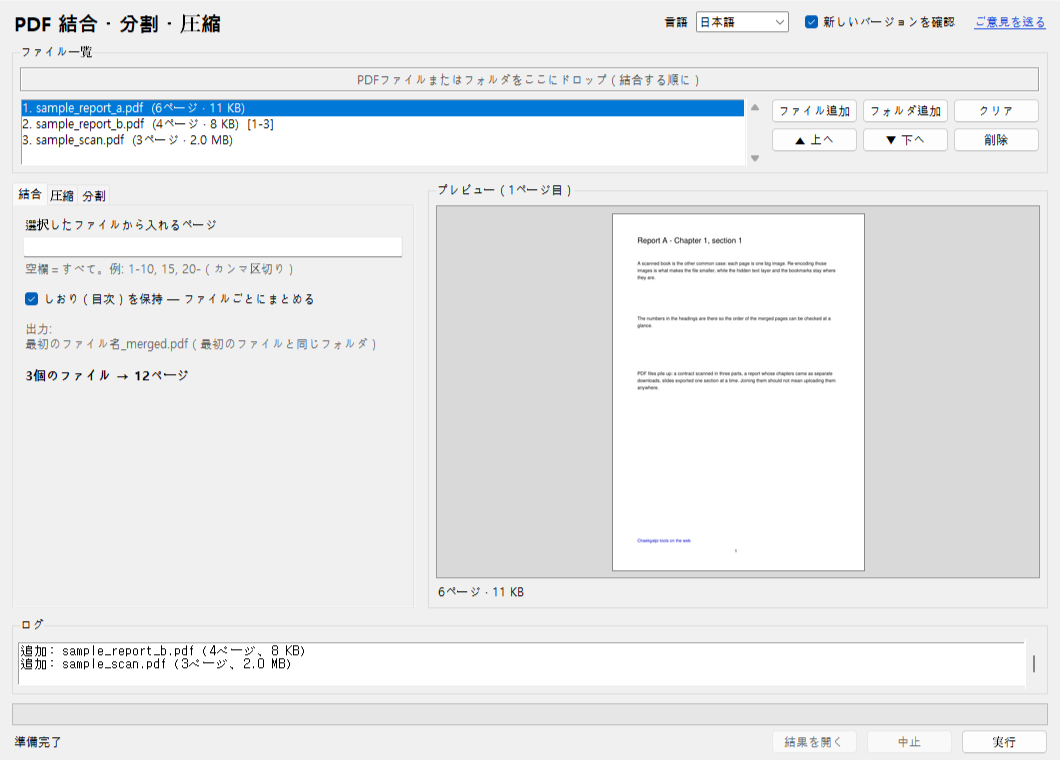 PDF 結合・分割・圧縮
言語 日本語 新しいバージョンを確認 ご意見を送る
ファイル一覧
PDFファイルまたはフォルダをここにドロップ ( 結合する順に )
1. sample_report_a.pdf (6ページ · 11 KB)
2. sample_report_b.pdf (4ページ · 8 KB) [1-3]
3. sample_scan.pdf (3ページ · 2.0 MB)
ファイル追加 フォルダ追加 クリア
▲ 上へ ▼ 下へ 削除
結合 圧縮 分割
選択したファイルから入れるページ
空欄 = すべて。例: 1-10, 15, 20- ( カンマ区切り )
しおり ( 目次 ) を保持 — ファイルごとにまとめる
出力:
最初のファイル名_merged.pdf ( 最初のファイルと同じフォルダ )
3個のファイル → 12ページ
プレビュー ( 1ページ目 )
Report A - Chapter 1, section 1
A scanned book is the other common case: each page is one big image. Re-encoding those
images is what makes the file smaller, while the hidden text layer and the bookmarks stay where
they are.
The numbers in the headings are there so the order of the merged pages can be checked at a
glance.
PDF files pile up: a contract scanned in three parts, a report whose chapters came as separate
downloads, slides exported one section at a time. Joining them should not mean uploading them
anywhere.
1
6ページ · 11 KB
ログ
追加: sample_report_b.pdf (4ページ、8 KB)
追加: sample_scan.pdf (3ページ、2.0 MB)
準備完了
結果を開く 中止 実行